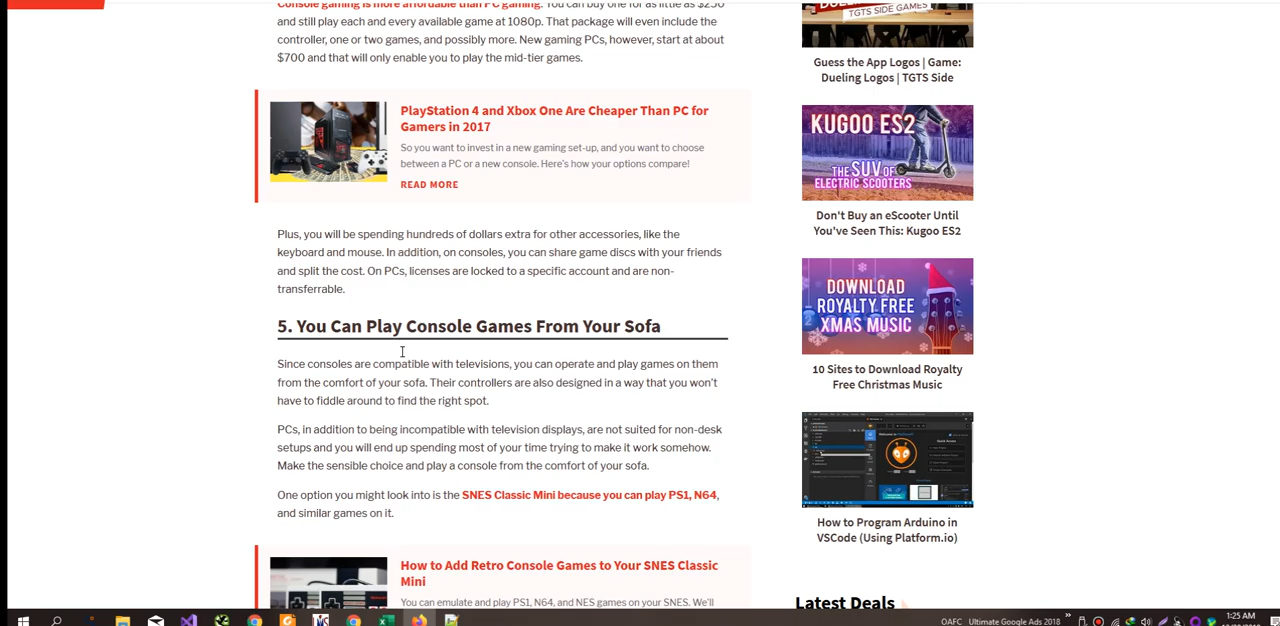 Console gaming is more affordable than PC gaming. You can buy one for as little as $250
and still play each and every available game at 1080p. That package will even include the
controller, one or two games, and possibly more. New gaming PCs, however, start at about
$700 and that will only enable you to play the mid-tier games.
PlayStation 4 and Xbox One Are Cheaper Than PC for
Gamers in 2017
So you want to invest in a new gaming set-up, and you want to choose
between a PC or a new console. Here's how your options compare!
READ MORE
Plus, you will be spending hundreds of dollars extra for other accessories, like the
keyboard and mouse. In addition, on consoles, you can share game discs with your friends
and split the cost. On PCs, licenses are locked to a specific account and are non-
transferrable.
5. You Can Play Console Games From Your Sofa
Since consoles are compatible with televisions, you can operate and play games on them
from the comfort of your sofa. Their controllers are also designed in a way that you won't
have to fiddle around to find the right spot.
PCs, in addition to being incompatible with television displays, are not suited for non-desk
setups and you will end up spending most of your time trying to make it work somehow.
Make the sensible choice and play a console from the comfort of your sofa.
One option you might look into is the SNES Classic Mini because you can play PS1, N64,
and similar games on it.
How to Add Retro Console Games to Your SNES Classic
Mini
You can emulate and play PS1, N64, and NES games on your SNES. We'll
TGTS SIDE GAMES
Guess the App Logos | Game:
Dueling Logos | TGTS Side
KUGOO ES2
THE SUV OF
ELECTRIC SCOOTERS
Don't Buy an eScooter Until
You've Seen This: Kugoo ES2
DOWNLOAD
ROYALTY FREE
XMAS MUSIC
10 Sites to Download Royalty
Free Christmas Music
How to Program Arduino in
VSCode (Using Platform.io)
Latest Deals
OAFC Ultimate Google Ads 2018
1:25 AM